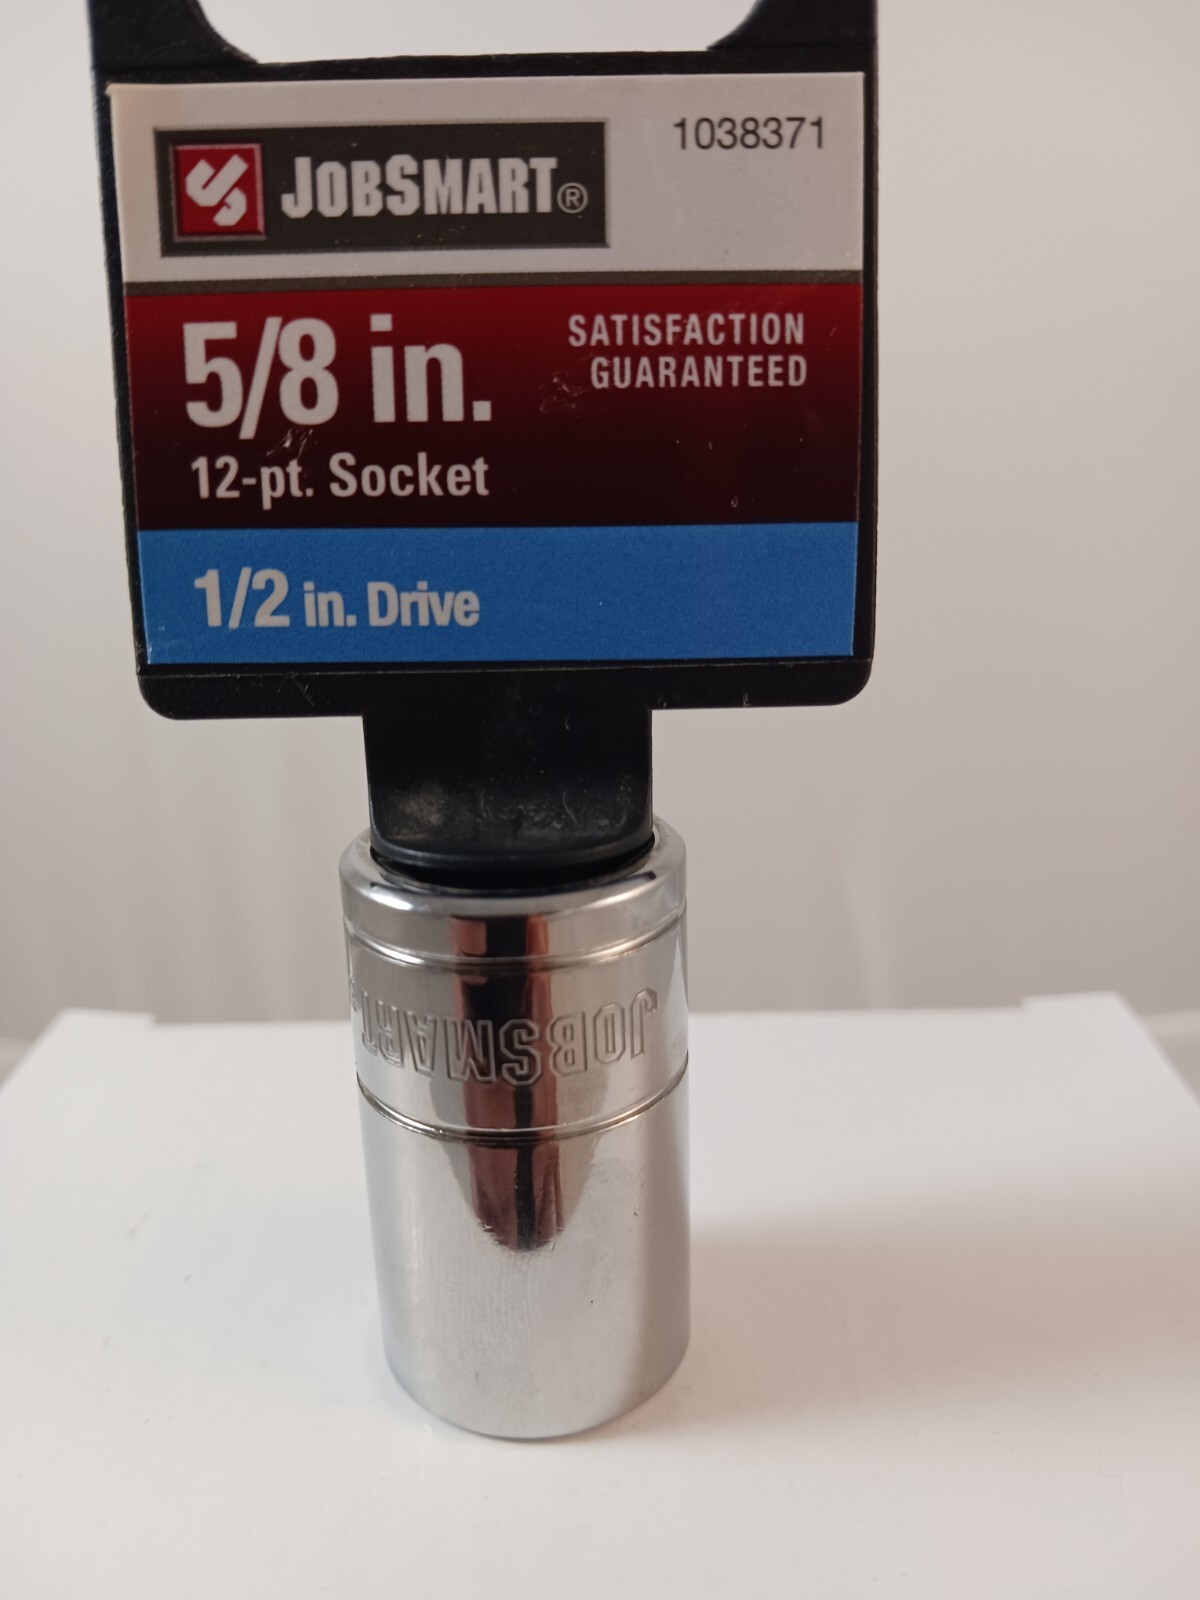 1038371
JOBSMART®
5/8 in.
SATISFACTION
GUARANTEED
12-pt. Socket
1/2 in. Drive
JOBSMART